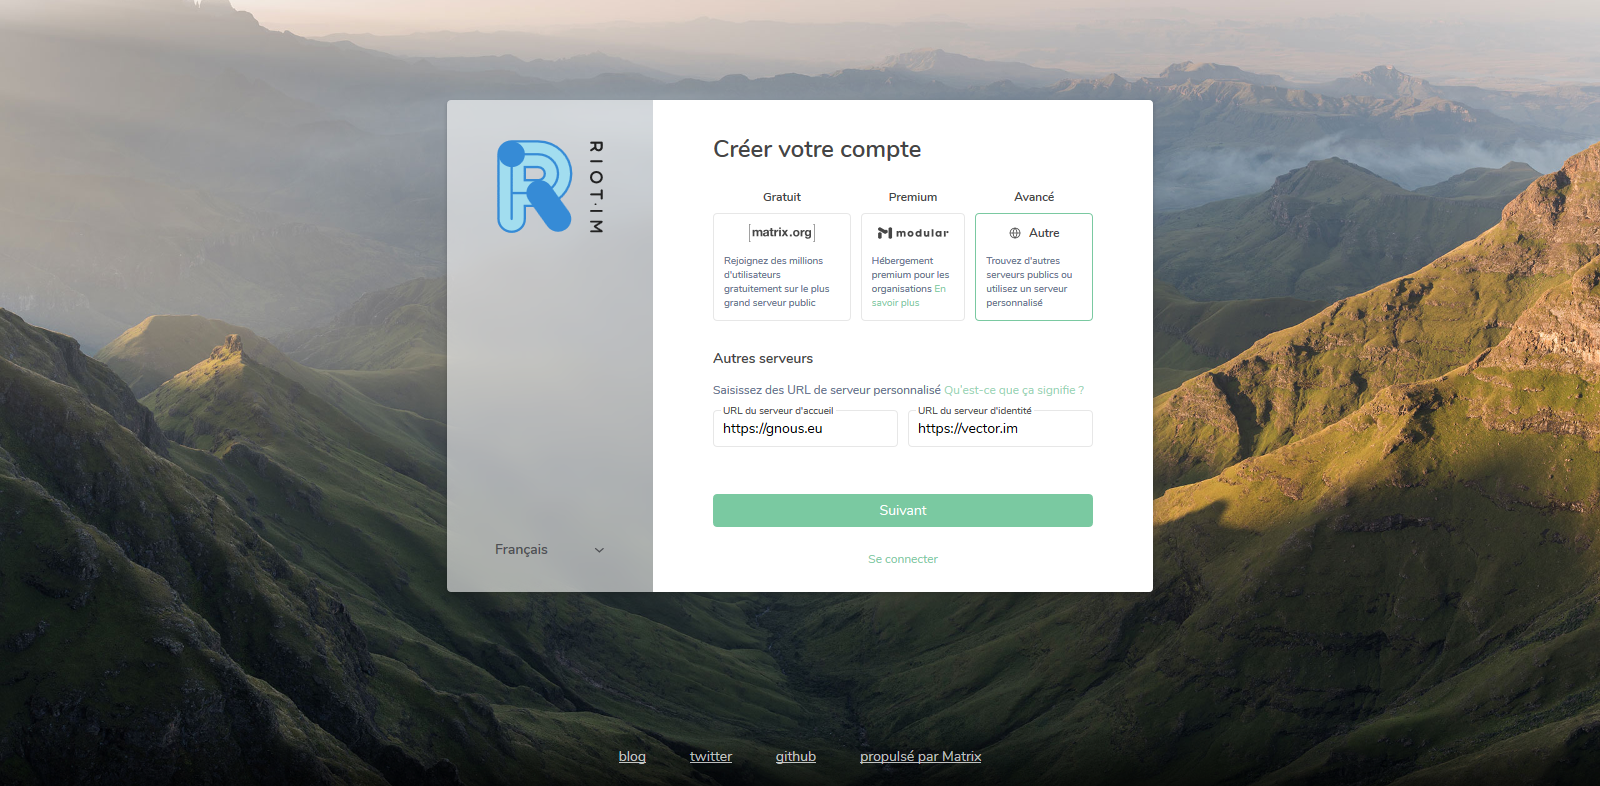 RIOT.IM
Français
Créer votre compte
Gratuit
Premium
Avancé
[matrix.org]
modular
Autre
Rejoignez des millions
d'utilisateurs
gratuitement sur le plus
grand serveur public
Hébergement
premium pour les
organisations En
savoir plus
Trouvez d'autres
serveurs publics ou
utilisez un serveur
personnalisé
Autres serveurs
Saisissez des URL de serveur personnalisé Qu'est-ce que ça signifie ?
URL du serveur d'accueil
https://gnous.eu
URL du serveur d'identité
https://vector.im
Suivant
Se connecter
blog twitter github propulsé par Matrix